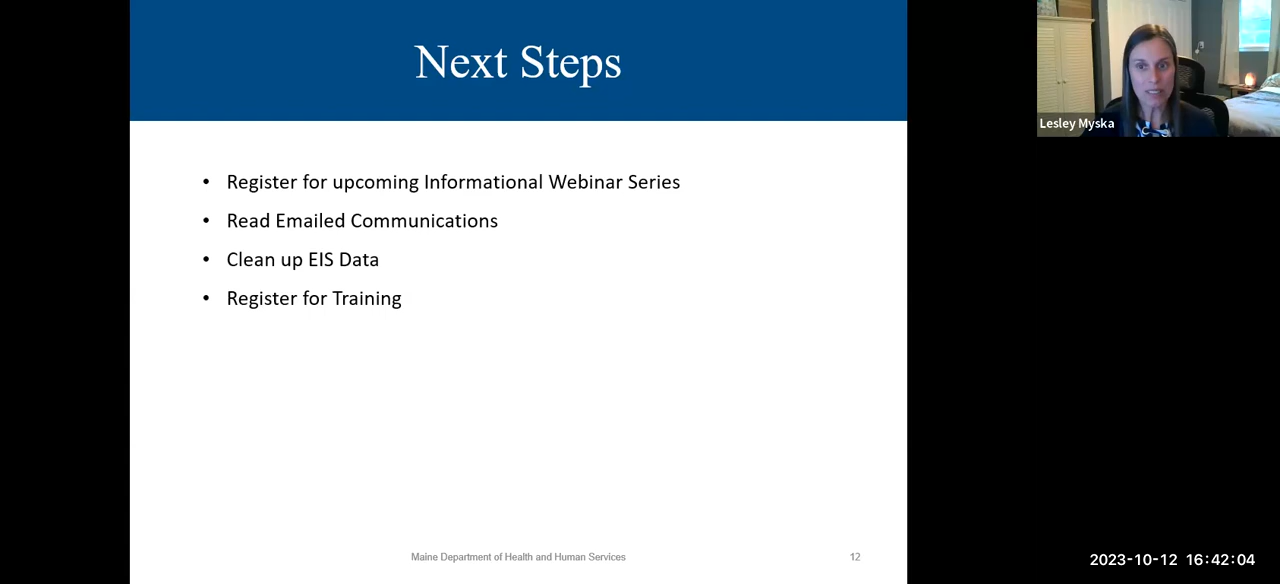 Next Steps
• Register for upcoming Informational Webinar Series
• Read Emailed Communications
• Clean up EIS Data
• Register for Training
Maine Department of Health and Human Services
12
Lesley Myska
2023-10-12 16:42:04